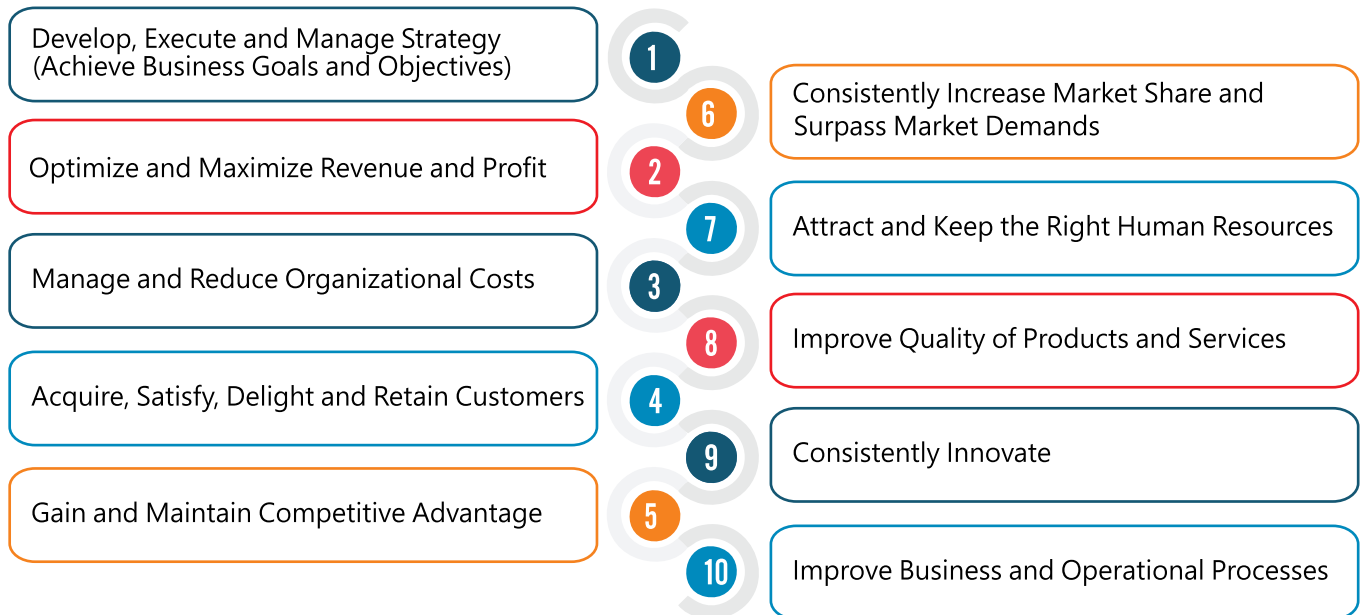 1
Develop, Execute and Manage Strategy
(Achieve Business Goals and Objectives)
2
Optimize and Maximize Revenue and Profit
3
Manage and Reduce Organizational Costs
4
Acquire, Satisfy, Delight and Retain Customers
5
Gain and Maintain Competitive Advantage
6
Consistently Increase Market Share and
Surpass Market Demands
7
Attract and Keep the Right Human Resources
8
Improve Quality of Products and Services
9
Consistently Innovate
10
Improve Business and Operational Processes